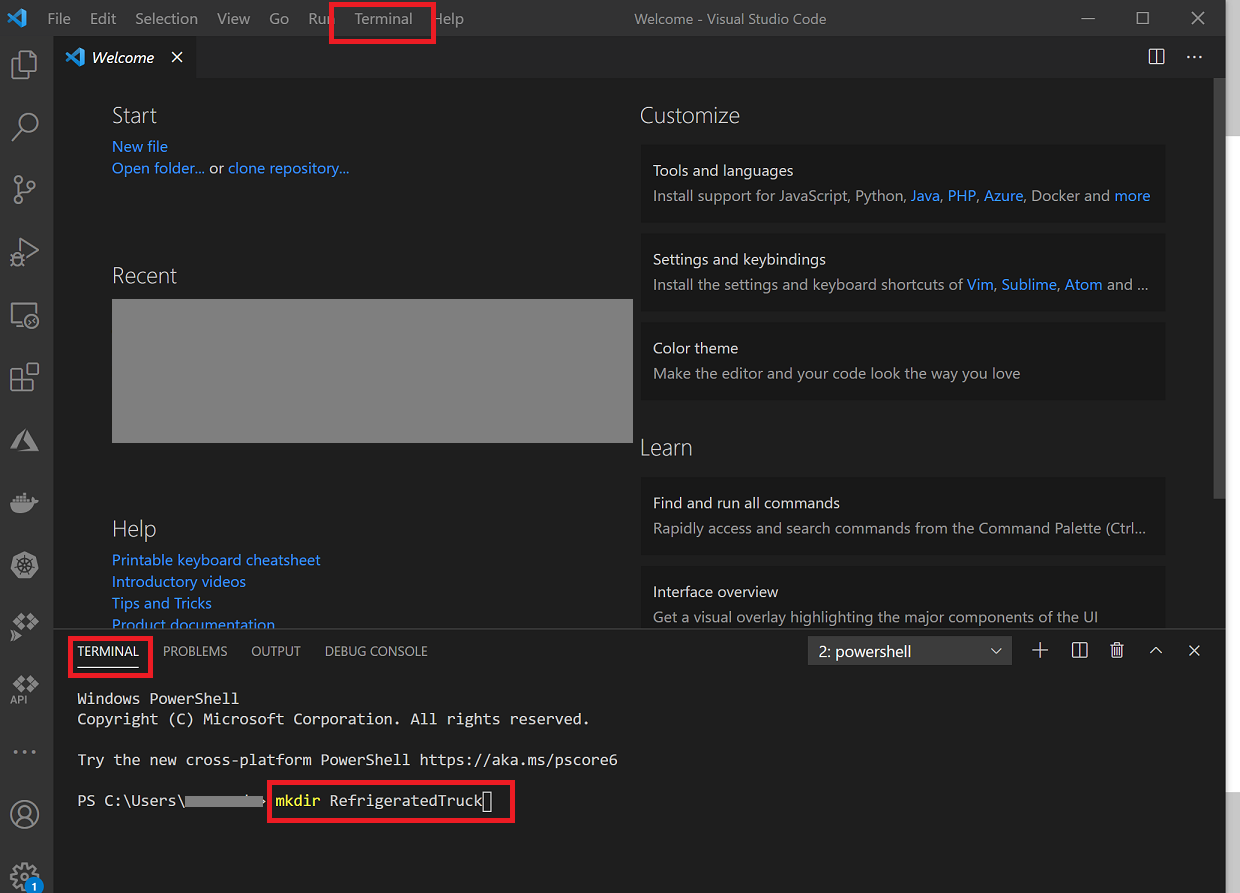 File Edit Selection View Go Run Terminal Help Welcome - Visual Studio Code
Welcome
Start
New file
Open folder... or clone repository...
Recent
Help
Printable keyboard cheatsheet
Introductory videos
Tips and Tricks
Product documentation
Customize
Tools and languages
Install support for JavaScript, Python, Java, PHP, Azure, Docker and more
Settings and keybindings
Install the settings and keyboard shortcuts of Vim, Sublime, Atom and ...
Color theme
Make the editor and your code look the way you love
Learn
Find and run all commands
Rapidly access and search commands from the Command Palette (Ctrl...
Interface overview
Get a visual overlay highlighting the major components of the UI
API
1
TERMINAL PROBLEMS OUTPUT DEBUG CONSOLE 2: powershell
Windows PowerShell
Copyright (C) Microsoft Corporation. All rights reserved.
Try the new cross-platform PowerShell https://aka.ms/pscore6
PS C:\Users\ > mkdir RefrigeratedTruck